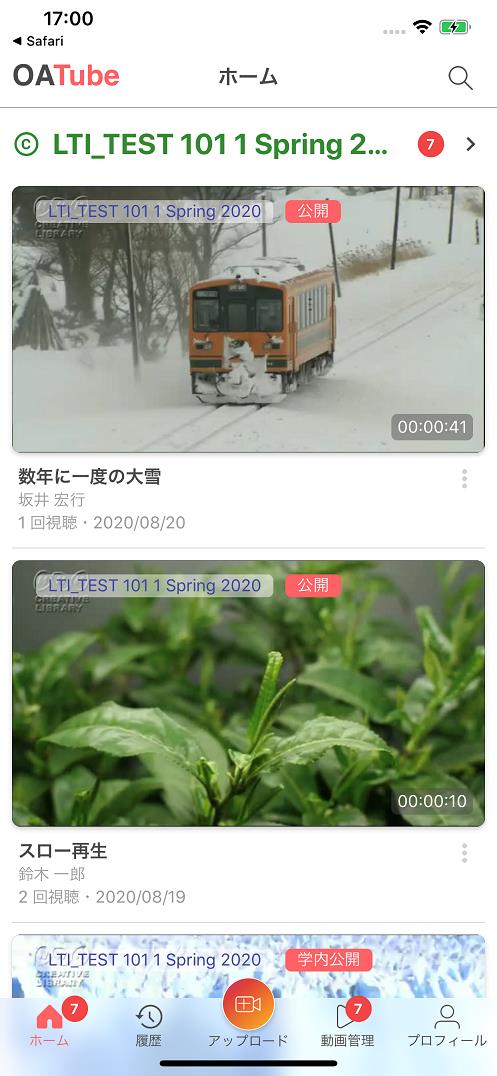 17:00
◀ Safari
OATube
ホーム
© LTI_TEST 101 1 Spring 2...
7
LTI_TEST 101 1 Spring 2020
公開
CREATIVE
LIBRARY
00:00:41
数年に一度の大雪
坂井 宏行
1 回視聴・2020/08/20
LTI_TEST 101 1 Spring 2020
公開
CREATIVE
LIBRARY
00:00:10
スロー再生
鈴木 一郎
2 回視聴・2020/08/19
LTI_TEST 101 1 Spring 2020
学内公開
CREATIVE
LIBRARY
7
7
ホーム
履歴
アップロード
動画管理
プロフィール